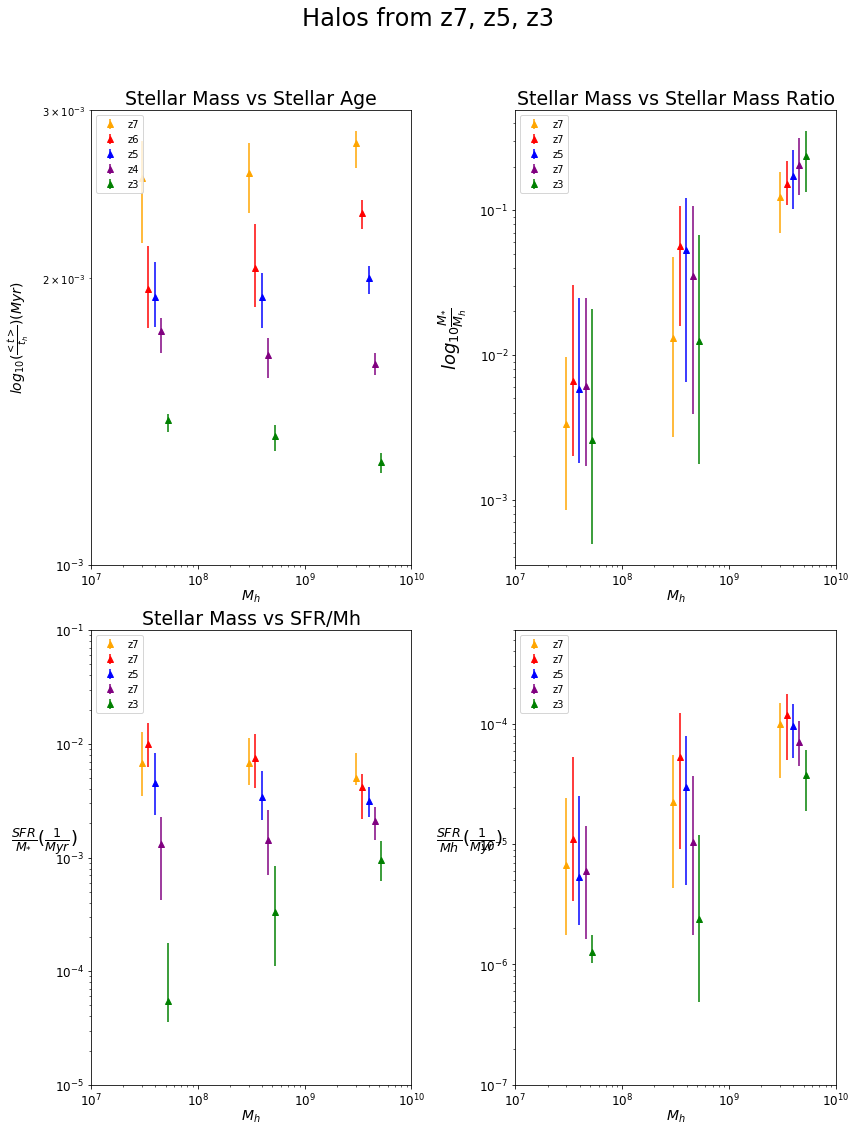 Halos from z7, z5, z3
Stellar Mass vs Stellar Age
3 × 10⁻³
2 × 10⁻³
10⁻³
log₁₀(<t>/tₕ)(Myr)
z7
z6
z5
z4
z3
10⁷ 10⁸ 10⁹ 10¹⁰
Mₕ
Stellar Mass vs Stellar Mass Ratio
10⁻¹
10⁻²
10⁻³
log₁₀ M*/Mₕ
z7
z7
z5
z7
z3
10⁷ 10⁸ 10⁹ 10¹⁰
Mₕ
Stellar Mass vs SFR/Mh
10⁻¹
10⁻²
10⁻³
10⁻⁴
10⁻⁵
SFR/M* (1/Myr)
z7
z7
z5
z7
z3
10⁷ 10⁸ 10⁹ 10¹⁰
Mₕ
10⁻⁴
10⁻⁵
10⁻⁶
10⁻⁷
SFR/Mh (1/Myr)
z7
z7
z5
z7
z3
10⁷ 10⁸ 10⁹ 10¹⁰
Mₕ